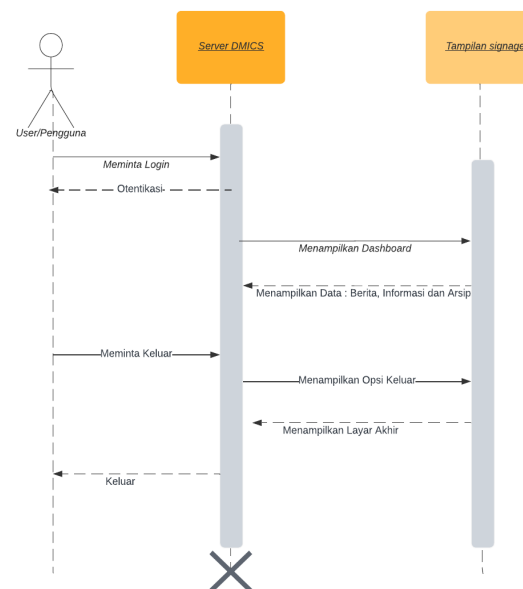 Server DMICS
Tampilan signage
User/Pengguna
Meminta Login
Otentikasi
Menampilkan Dashboard
Menampilkan Data : Berita, Informasi dan Arsip
Meminta Keluar
Menampilkan Opsi Keluar
Menampilkan Layar Akhir
Keluar